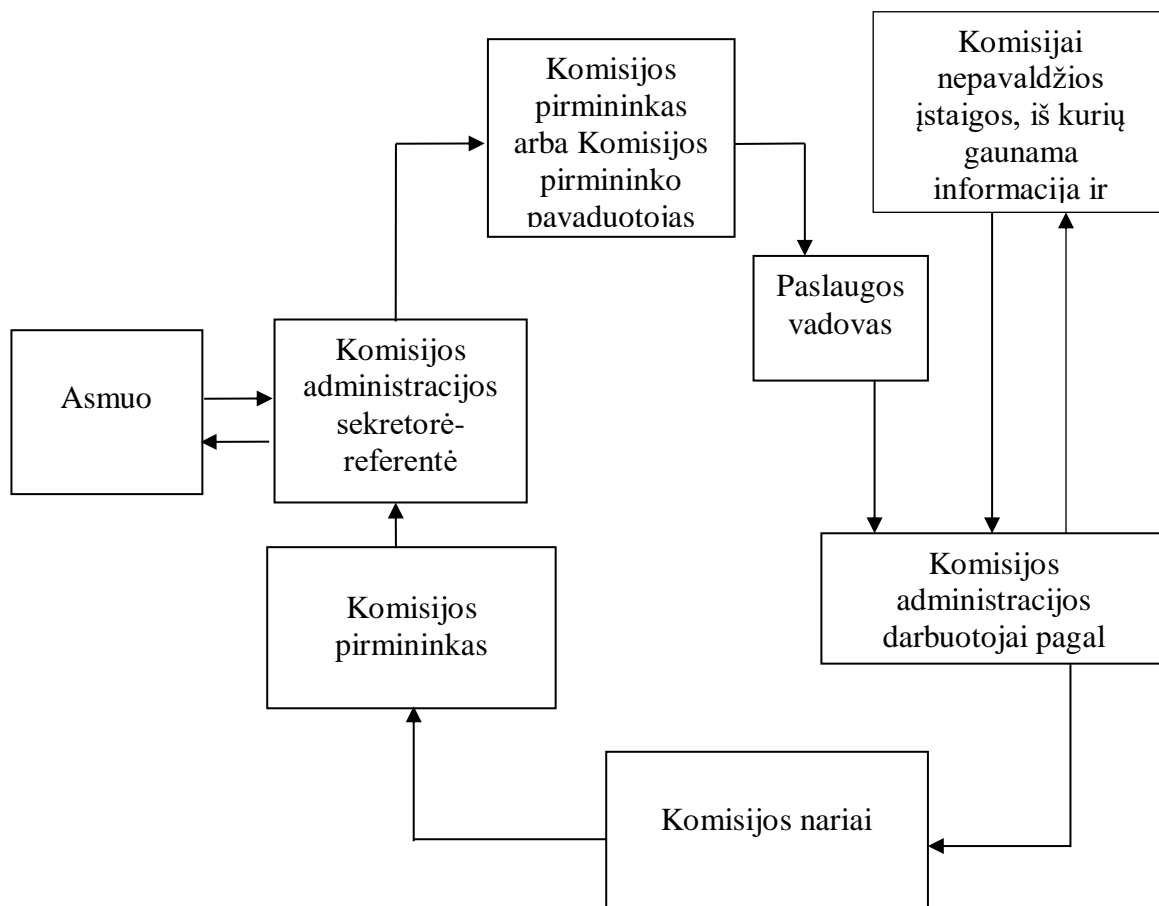 Komisijos
pirmininkas
arba Komisijos
pirmininko
pavaduotojas
Komisijai
nepavaldžios
įstaigos, iš kurių
gaunama
informacija ir
Paslaugos
vadovas
Asmuo
Komisijos
administracijos
sekretorė-
referentė
Komisijos
pirmininkas
Komisijos
administracijos
darbuotojai pagal
Komisijos nariai